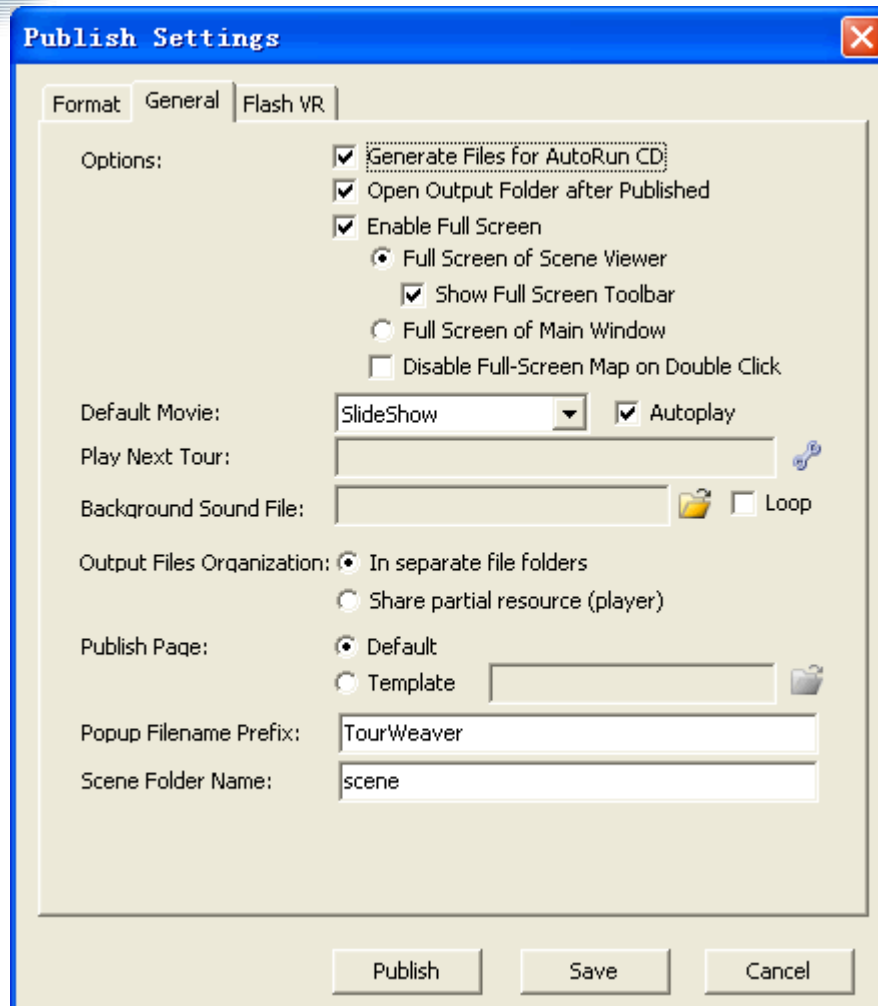 Publish Settings
Format General Flash VR
Options: Generate Files for AutoRun CD
Open Output Folder after Published
Enable Full Screen
Full Screen of Scene Viewer
Show Full Screen Toolbar
Full Screen of Main Window
Disable Full-Screen Map on Double Click
Default Movie: SlideShow Autoplay
Play Next Tour:
Background Sound File: Loop
Output Files Organization: In separate file folders
Share partial resource (player)
Publish Page: Default
Template
Popup Filename Prefix: TourWeaver
Scene Folder Name: scene
Publish Save Cancel